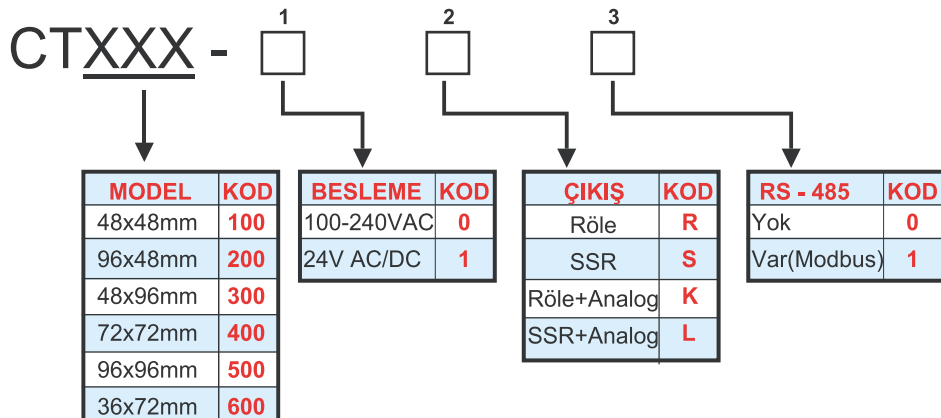 1 2 3
CTXXX -
MODEL KOD
48x48mm 100
96x48mm 200
48x96mm 300
72x72mm 400
96x96mm 500
36x72mm 600
BESLEME KOD
100-240VAC 0
24V AC/DC 1
ÇIKIŞ KOD
Röle R
SSR S
Röle+Analog K
SSR+Analog L
RS - 485 KOD
Yok 0
Var(Modbus) 1